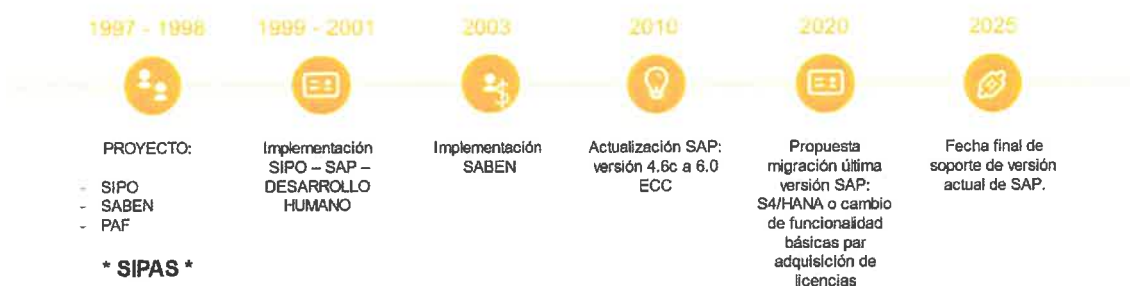 1997 - 1998
PROYECTO:
- SIPO
- SABEN
- PAF
* SIPAS *
1999 - 2001
Implementación
SIPO – SAP –
DESARROLLO
HUMANO
2003
Implementación
SABEN
2010
Actualización SAP:
versión 4.6c a 6.0
ECC
2020
Propuesta
migración última
versión SAP:
S4/HANA o cambio
de funcionalidad
básicas par
adquisición de
licencias
2025
Fecha final de
soporte de versión
actual de SAP.